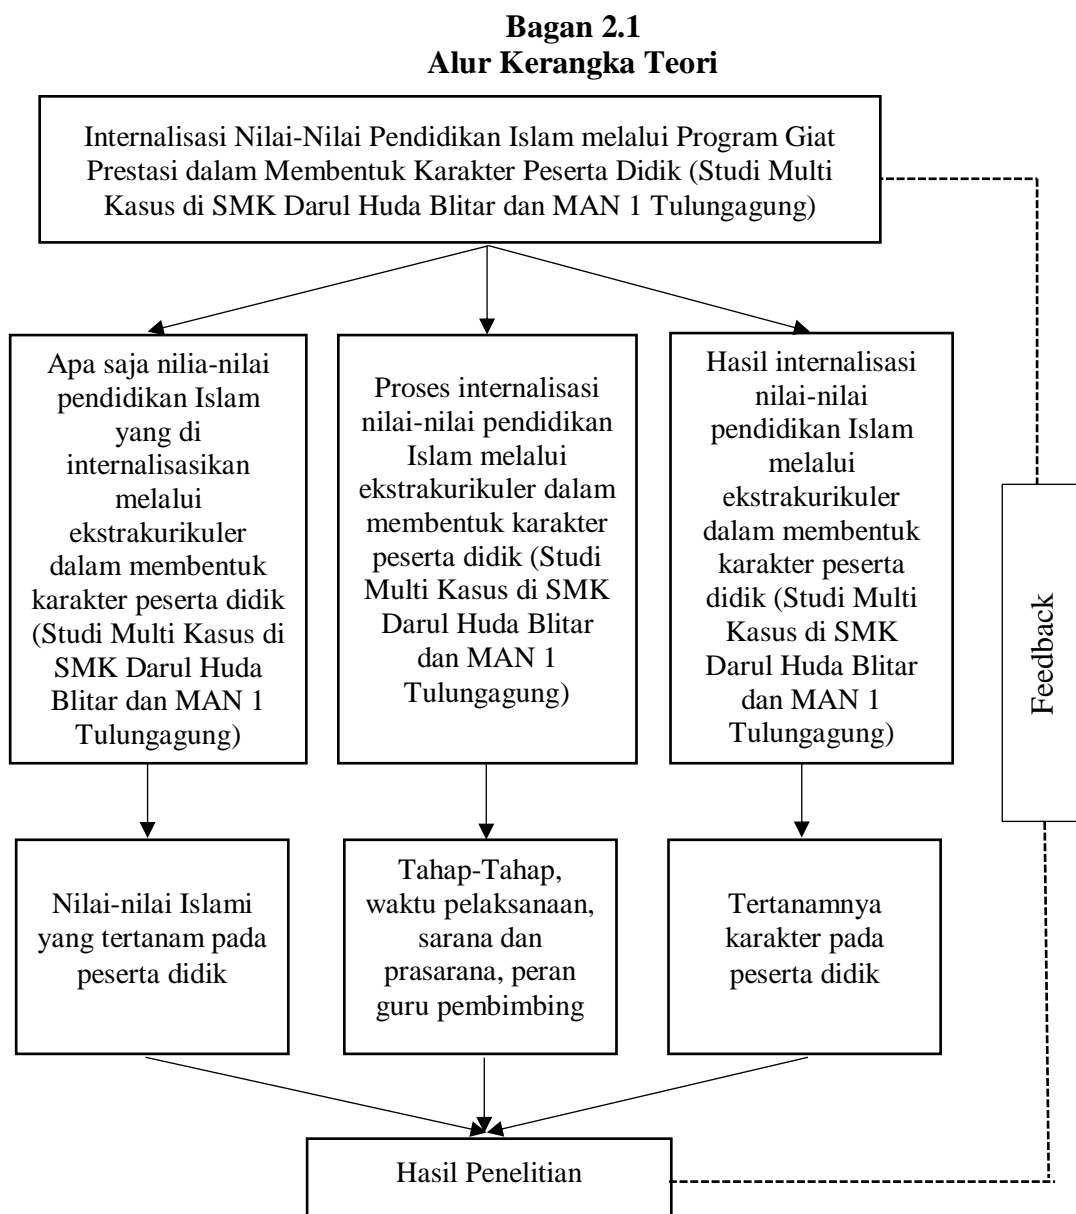 Bagan 2.1
Alur Kerangka Teori
Internalisasi Nilai-Nilai Pendidikan Islam melalui Program Giat
Prestasi dalam Membentuk Karakter Peserta Didik (Studi Multi
Kasus di SMK Darul Huda Blitar dan MAN 1 Tulungagung)
Apa saja nilia-nilai
pendidikan Islam
yang di
internalisasikan
melalui
ekstrakurikuler
dalam membentuk
karakter peserta didik
(Studi Multi Kasus di
SMK Darul Huda
Blitar dan MAN 1
Tulungagung)
Proses internalisasi
nilai-nilai pendidikan
Islam melalui
ekstrakurikuler dalam
membentuk karakter
peserta didik (Studi
Multi Kasus di SMK
Darul Huda Blitar
dan MAN 1
Tulungagung)
Hasil internalisasi
nilai-nilai
pendidikan Islam
melalui
ekstrakurikuler
dalam membentuk
karakter peserta
didik (Studi Multi
Kasus di SMK
Darul Huda Blitar
dan MAN 1
Tulungagung)
Feedback
Nilai-nilai Islami
yang tertanam pada
peserta didik
Tahap-Tahap,
waktu pelaksanaan,
sarana dan
prasarana, peran
guru pembimbing
Tertanamnya
karakter pada
peserta didik
Hasil Penelitian